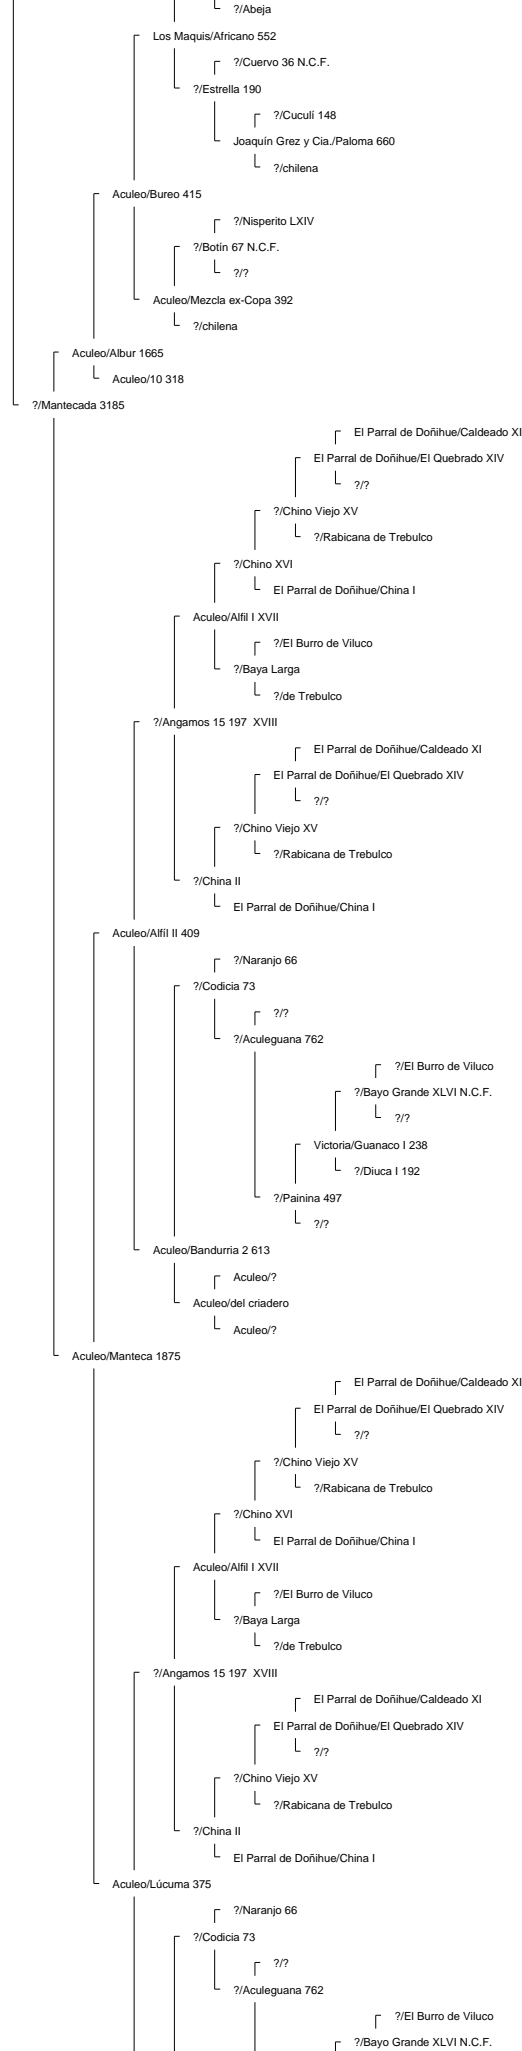 ?/Abeja
Los Maquis/Africano 552
?/Cuervo 36 N.C.F.
?/Estrella 190
?/Cuculí 148
Joaquín Grez y Cia./Paloma 660
?/chilena
Aculeo/Bureo 415
?/Nisperito LXIV
?/Botín 67 N.C.F.
?/?
Aculeo/Mezcla ex-Copa 392
?/chilena
Aculeo/Albur 1665
Aculeo/10 318
?/Mantecada 3185
El Parral de Doñihue/Caldeado XI
El Parral de Doñihue/El Quebrado XIV
?/?
?/Chino Viejo XV
?/Rabicana de Trebulco
?/Chino XVI
El Parral de Doñihue/China I
Aculeo/Alfil I XVII
?/El Burro de Viluco
?/Baya Larga
?/de Trebulco
?/Angamos 15 197  XVIII
El Parral de Doñihue/Caldeado XI
El Parral de Doñihue/El Quebrado XIV
?/?
?/Chino Viejo XV
?/Rabicana de Trebulco
?/China II
El Parral de Doñihue/China I
Aculeo/Alfíl II 409
?/Naranjo 66
?/Codicia 73
?/?
?/Aculeguana 762
?/El Burro de Viluco
?/Bayo Grande XLVI N.C.F.
?/?
Victoria/Guanaco I 238
?/Diuca I 192
?/Painina 497
?/?
Aculeo/Bandurria 2 613
Aculeo/?
Aculeo/del criadero
Aculeo/?
Aculeo/Manteca 1875
El Parral de Doñihue/Caldeado XI
El Parral de Doñihue/El Quebrado XIV
?/?
?/Chino Viejo XV
?/Rabicana de Trebulco
?/Chino XVI
El Parral de Doñihue/China I
Aculeo/Alfil I XVII
?/El Burro de Viluco
?/Baya Larga
?/de Trebulco
?/Angamos 15 197  XVIII
El Parral de Doñihue/Caldeado XI
El Parral de Doñihue/El Quebrado XIV
?/?
?/Chino Viejo XV
?/Rabicana de Trebulco
?/China II
El Parral de Doñihue/China I
Aculeo/Lúcuma 375
?/Naranjo 66
?/Codicia 73
?/?
?/Aculeguana 762
?/El Burro de Viluco
?/Bayo Grande XLVI N.C.F.